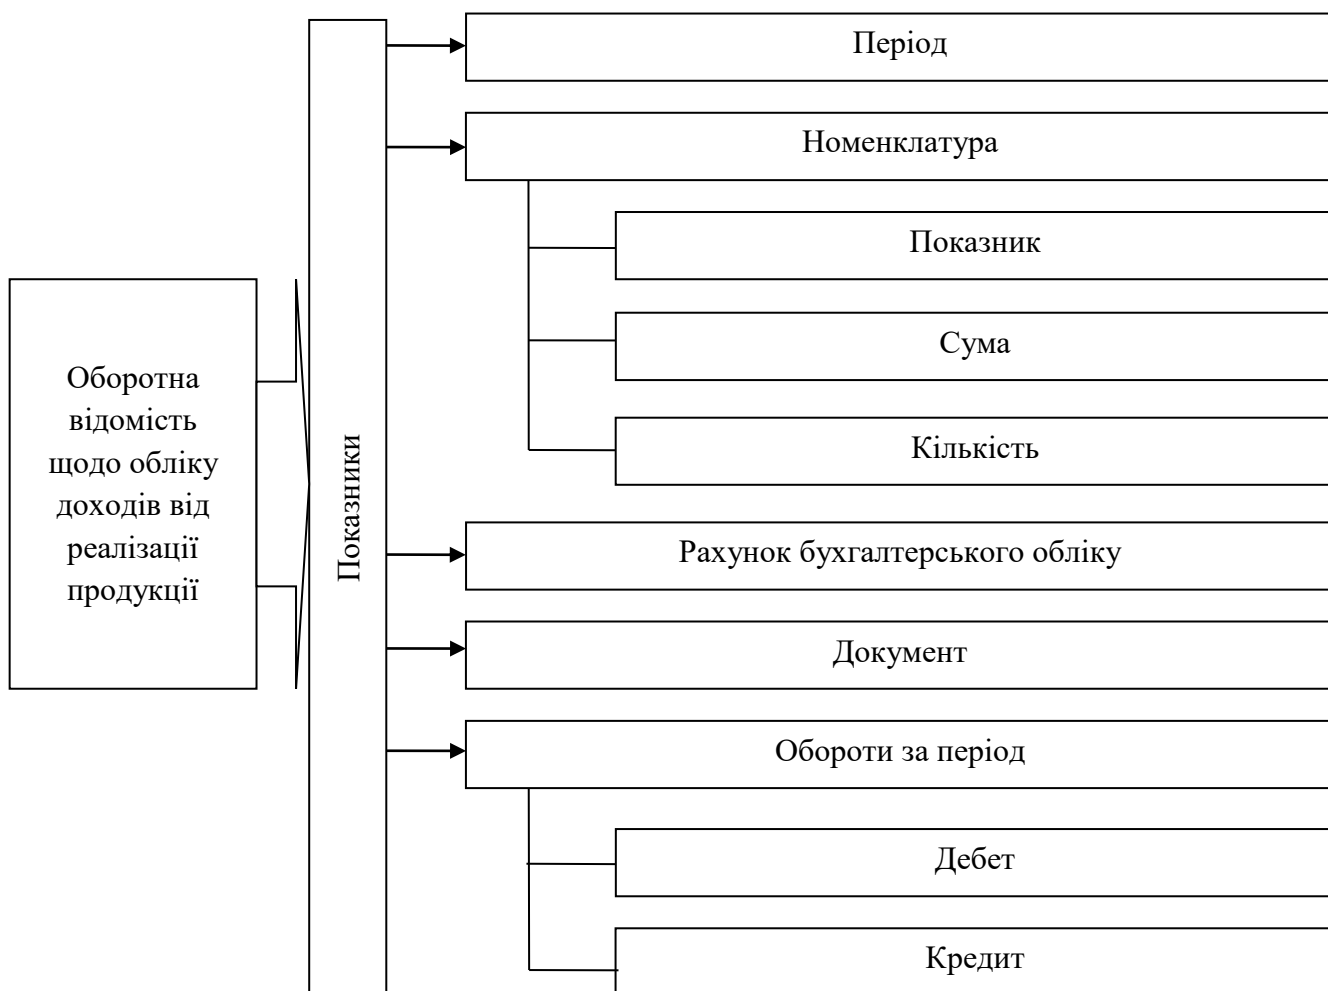 Оборотна
відомість
щодо обліку
доходів від
реалізації
продукції
Показники
Період
Номенклатура
Показник
Сума
Кількість
Рахунок бухгалтерського обліку
Документ
Обороти за період
Дебет
Кредит